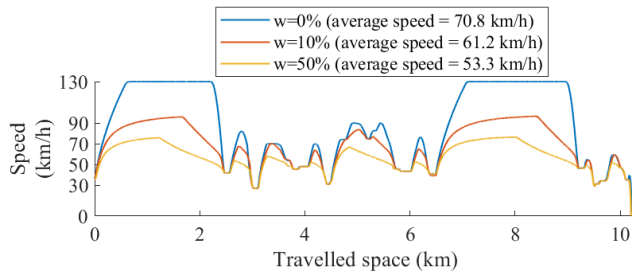 w=0% (average speed = 70.8 km/h)
w=10% (average speed = 61.2 km/h)
w=50% (average speed = 53.3 km/h)
130
90
70
50
30
0
Speed
(km/h)
0 2 4 6 8 10
Travelled space (km)